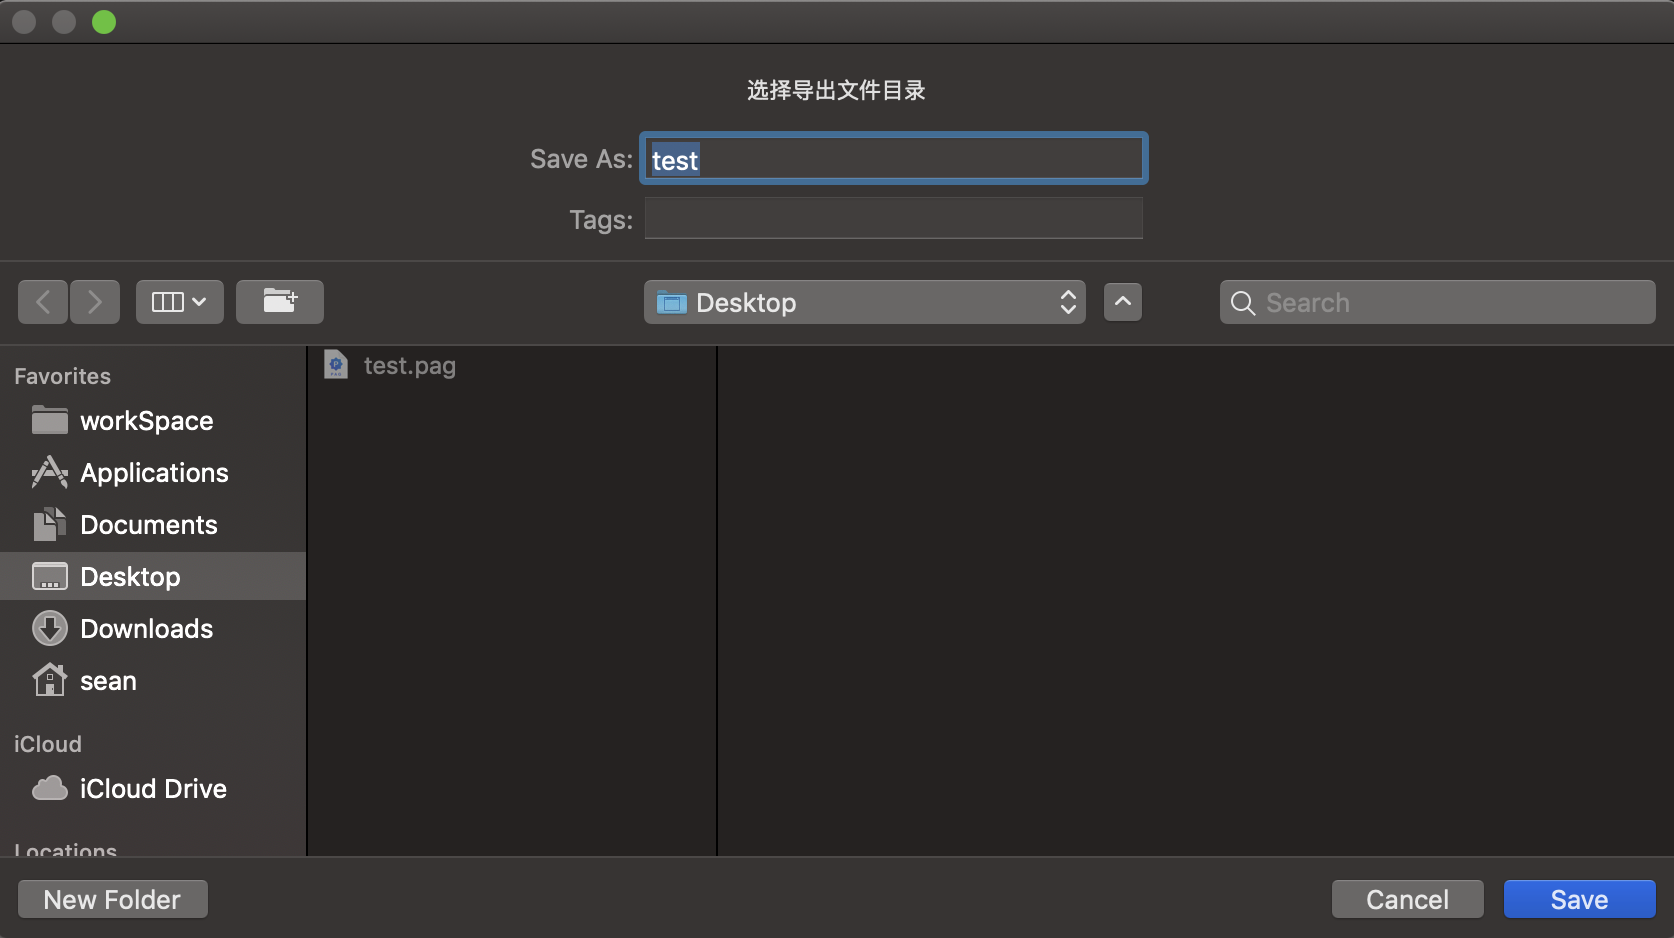 选择导出文件目录
Save As: test
Tags:
Desktop
Search
Favorites
workSpace
Applications
Documents
Desktop
Downloads
sean
iCloud
iCloud Drive
Locations
test.pag
New Folder
Cancel
Save